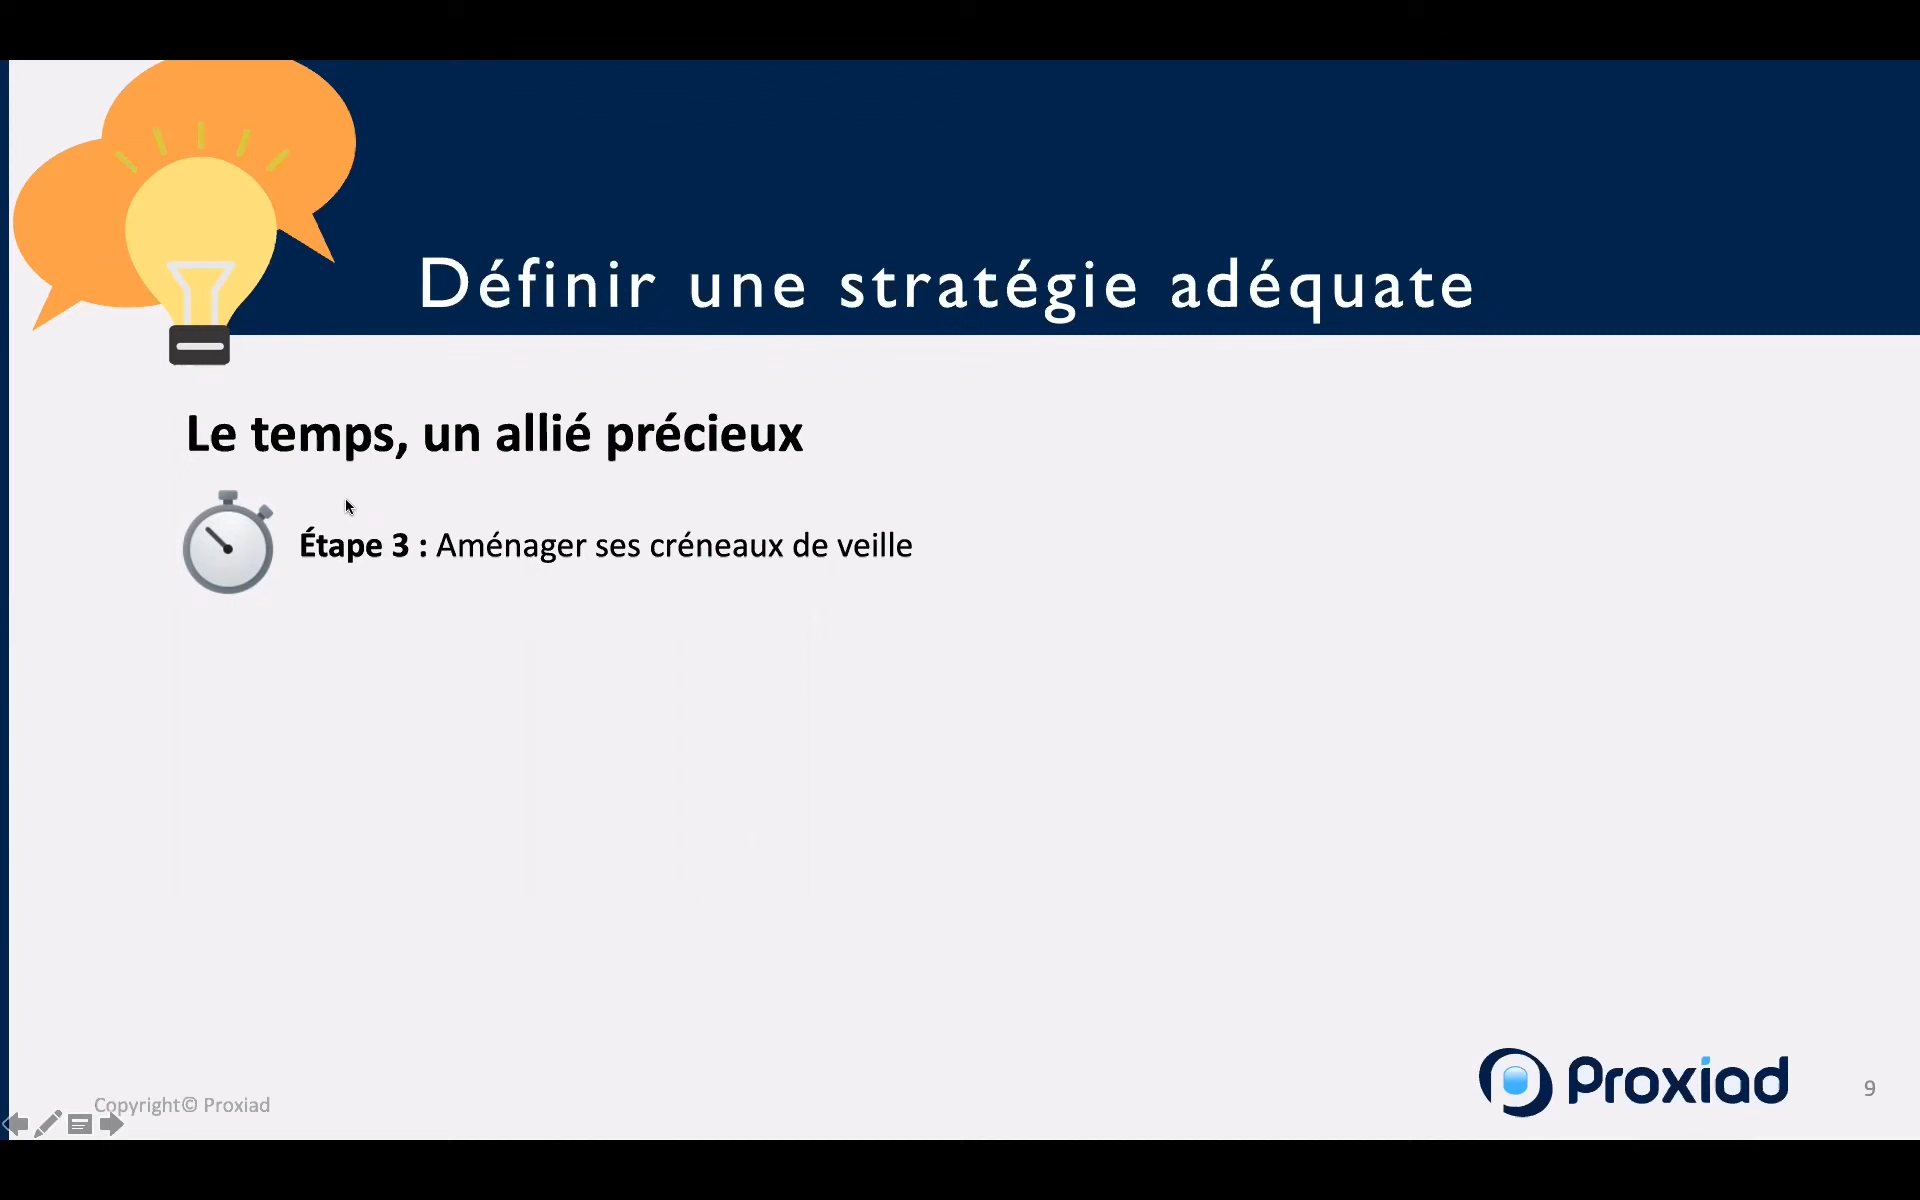 Définir une stratégie adéquate
Le temps, un allié précieux
Étape 3 : Aménager ses créneaux de veille
Proxiad
9
Copyright© Proxiad